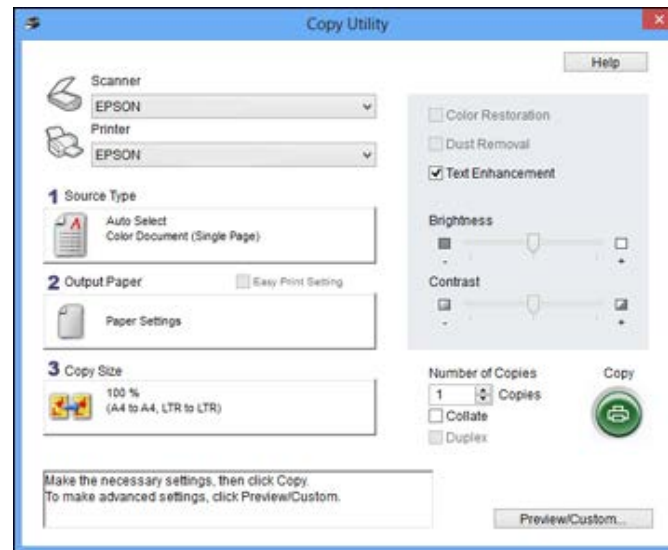 Copy Utility
x
Help
Scanner
EPSON
Printer
EPSON
Color Restoration
Dust Removal
Text Enhancement
1 Source Type
Auto Select
Color Document (Single Page)
Brightness
- +
2 Output Paper
Easy Print Setting
Paper Settings
Contrast
- +
3 Copy Size
100 %
(A4 to A4, LTR to LTR)
Number of Copies
1 Copies
Collate
Duplex
Copy
Make the necessary settings, then click Copy.
To make advanced settings, click Preview/Custom.
Preview/Custom...